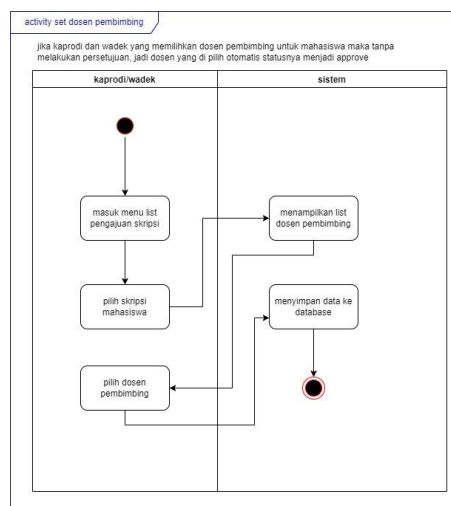 activity set dosen pembimbing
jika kaprodi dan wadek yang memilihkan dosen pembimbing untuk mahasiswa maka tanpa
melakukan persetujuan, jadi dosen yang di pilih otomatis statusnya menjadi approve
kaprodi/wadek
sistem
masuk menu list
pengajuan skripsi
menampilkan list
dosen pembimbing
pilih skripsi
mahasiswa
menyimpan data ke
database
pilih dosen
pembimbing